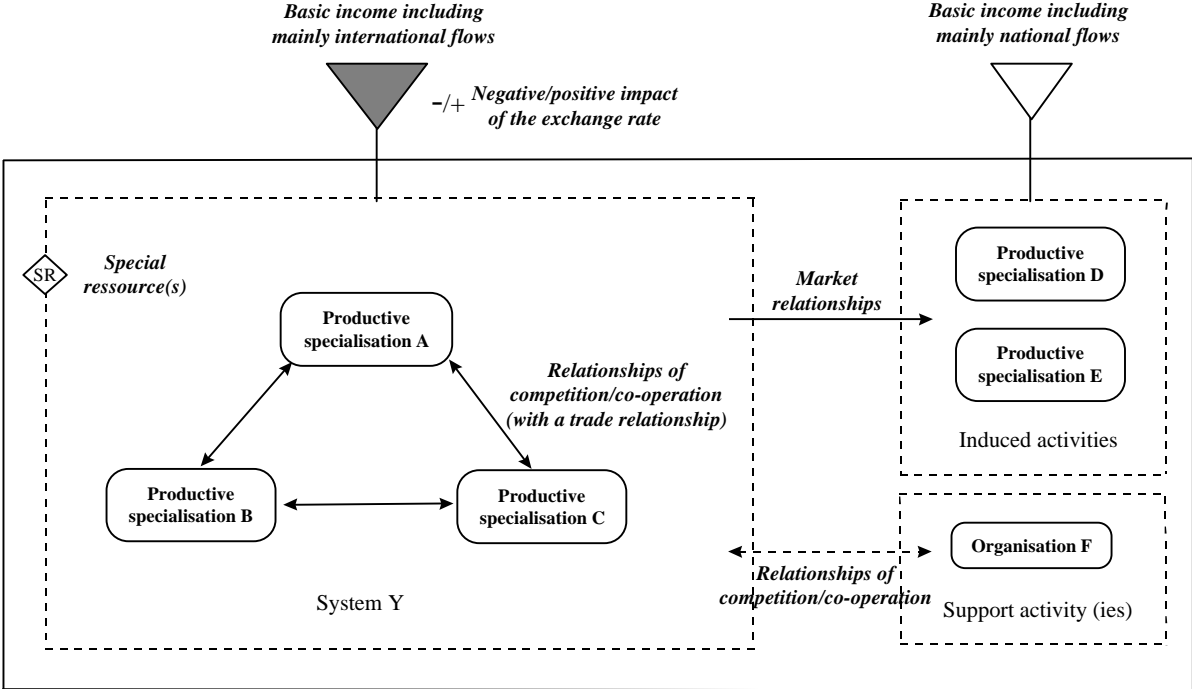 Basic income including
mainly international flows
Basic income including
mainly national flows
-/+ Negative/positive impact
of the exchange rate
SR
Special
ressource(s)
Productive
specialisation A
Relationships of
competition/co-operation
(with a trade relationship)
Productive
specialisation B
Productive
specialisation C
System Y
Market
relationships
Productive
specialisation D
Productive
specialisation E
Induced activities
Relationships of
competition/co-operation
Organisation F
Support activity (ies)